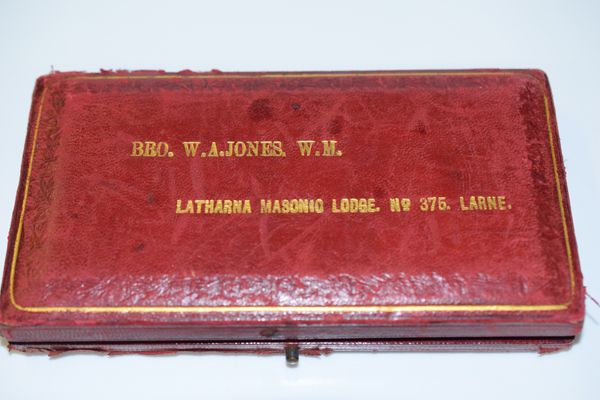 BRO. W.A.JONES. W.M.
LATHARNA MASONIC LODGE. Nº 375. LARNE.